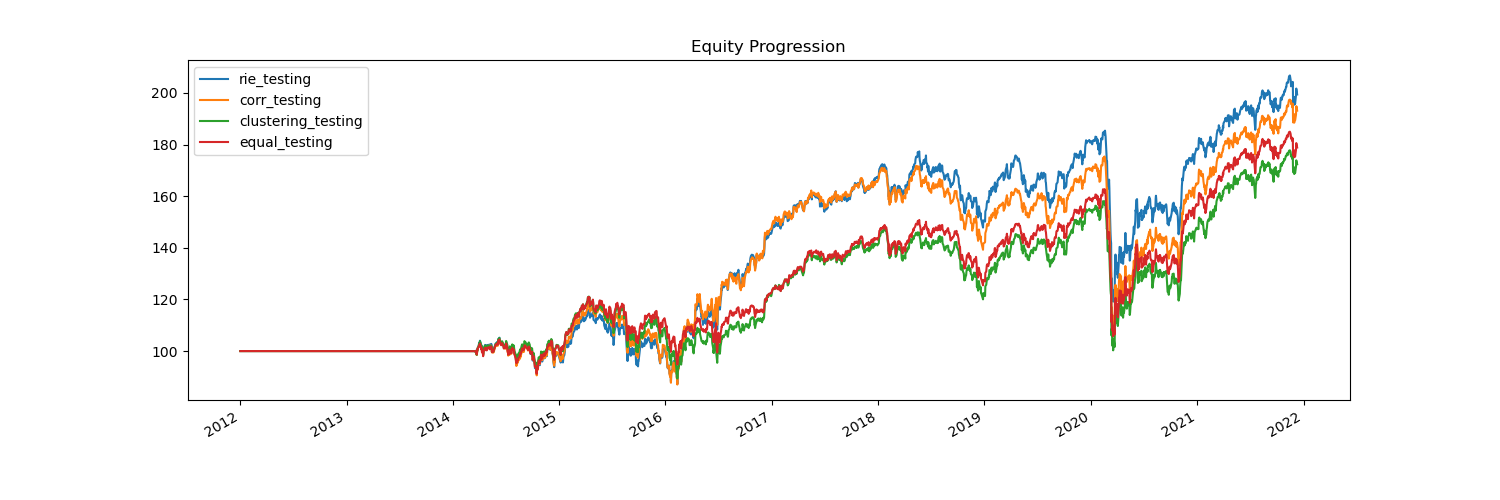 Equity Progression
rie_testing
corr_testing
clustering_testing
equal_testing
200
180
160
140
120
100
2012 2013 2014 2015 2016 2017 2018 2019 2020 2021 2022